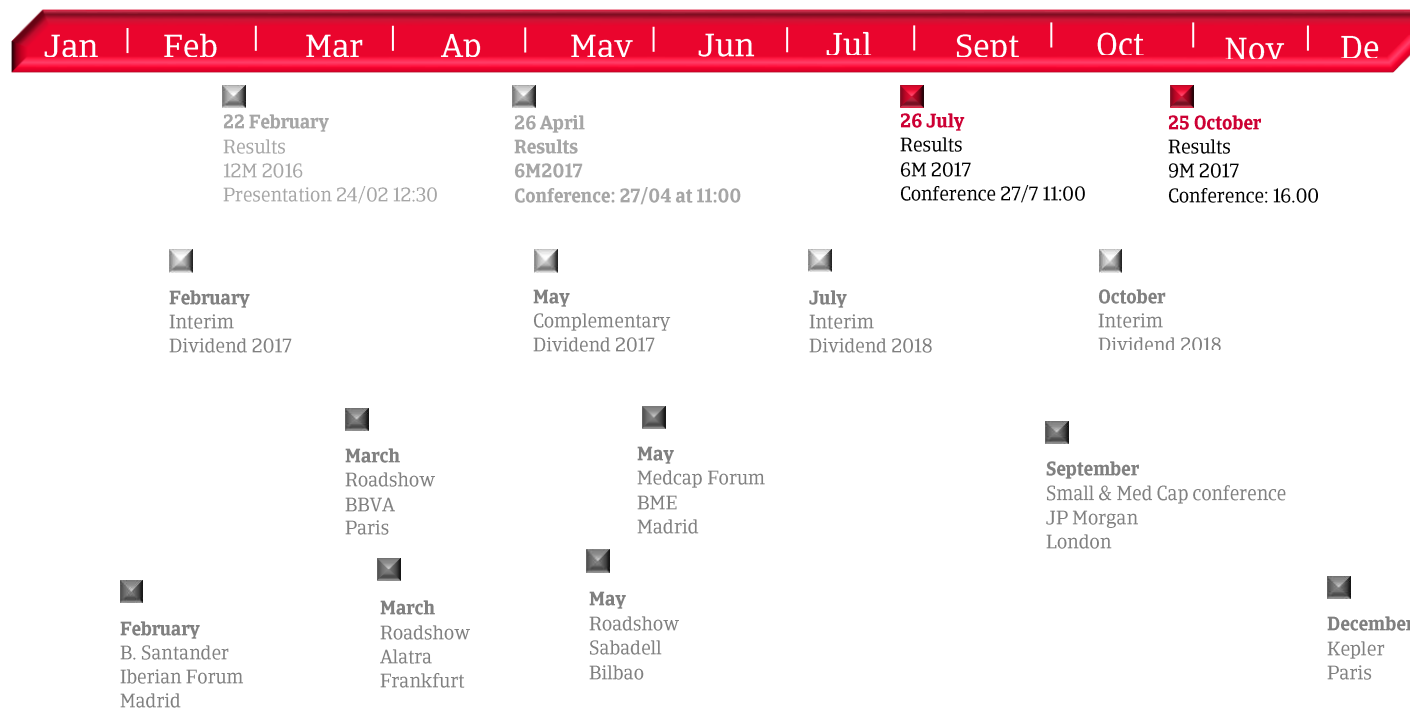 Jan | Feb | Mar | Ap | May | Jun | Jul | Sept | Oct | Nov | De
22 February
Results
12M 2016
Presentation 24/02 12:30
26 April
Results
6M2017
Conference: 27/04 at 11:00
26 July
Results
6M 2017
Conference 27/7 11:00
25 October
Results
9M 2017
Conference: 16.00
February
Interim
Dividend 2017
May
Complementary
Dividend 2017
July
Interim
Dividend 2018
October
Interim
Dividend 2018
March
Roadshow
BBVA
Paris
May
Medcap Forum
BME
Madrid
September
Small & Med Cap conference
JP Morgan
London
February
B. Santander
Iberian Forum
Madrid
March
Roadshow
Alatra
Frankfurt
May
Roadshow
Sabadell
Bilbao
December
Kepler
Paris